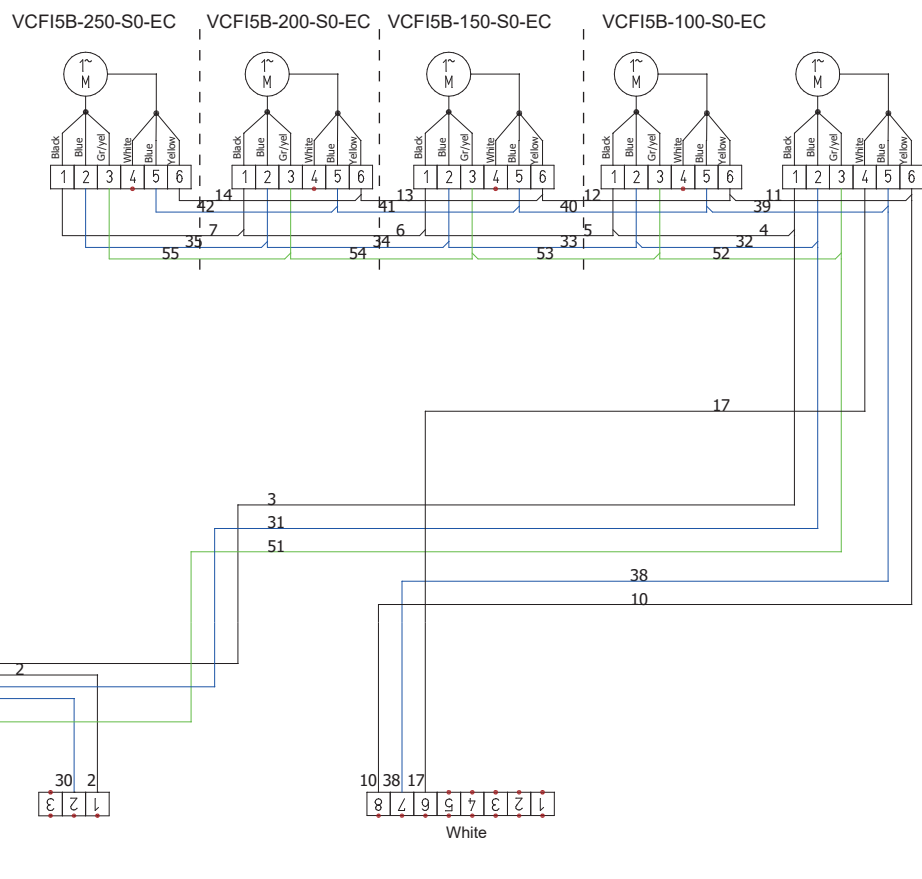 VCFI5B-250-S0-EC VCFI5B-200-S0-EC VCFI5B-150-S0-EC VCFI5B-100-S0-EC
1~ 1~ 1~ 1~ 1~
M M M M M
Black Blue Gr/yel White Blue Yellow Black Blue Gr/yel White Blue Yellow Black Blue Gr/yel White Blue Yellow Black Blue Gr/yel White Blue Yellow Black Blue Gr/yel White Blue Yellow
1 2 3 4 5 6 1 2 3 4 5 6 1 2 3 4 5 6 1 2 3 4 5 6 1 2 3 4 5 6
14 13 12 11
42 41 40 39
7 6 5 4
35 34 33 32
55 54 53 52
17
3
31
51
38
10
2
30 2 10 38 17
3 2 1 8 7 6 5 4 3 2 1
White